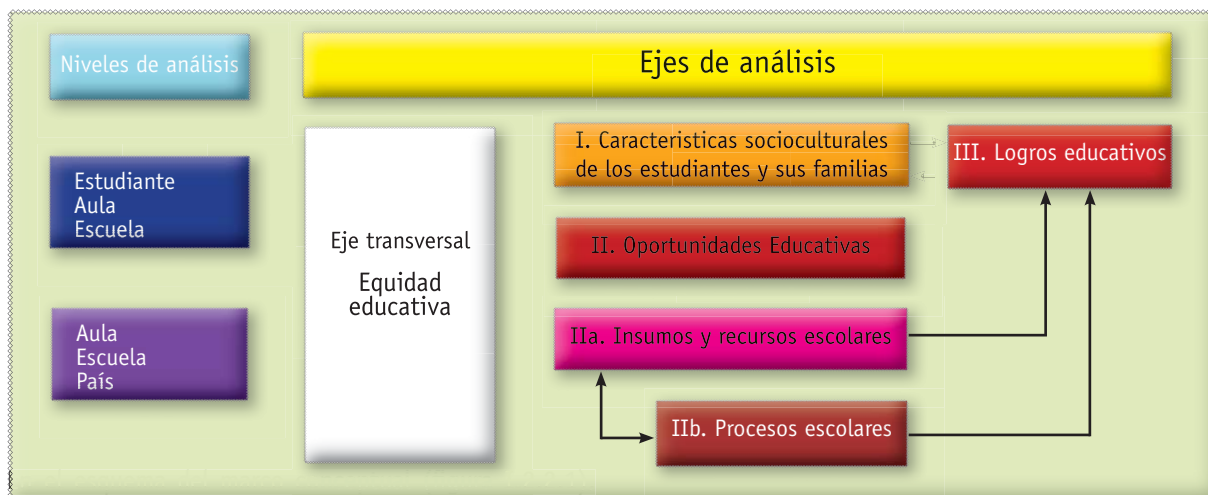 Niveles de análisis
Ejes de análisis
Estudiante
Aula
Escuela
Aula
Escuela
País
Eje transversal
Equidad
educativa
I. Caracteristicas socioculturales
de los estudiantes y sus familias
III. Logros educativos
II. Oportunidades Educativas
IIa. Insumos y recursos escolares
IIb. Procesos escolares